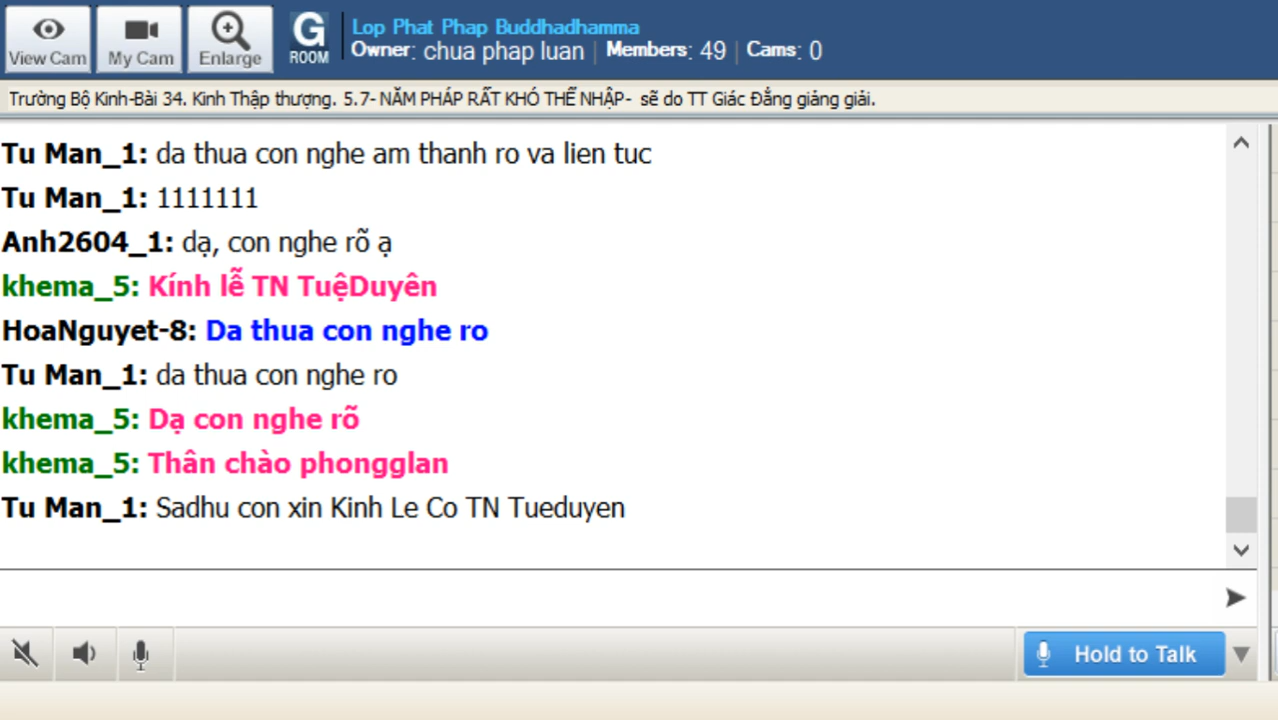 View Cam
My Cam
Enlarge
G ROOM
Lop Phat Phap Buddhadhamma
Owner: chua phap luan | Members: 49 | Cams: 0
Trường Bộ Kinh-Bài 34. Kinh Thập thượng. 5.7- NĂM PHÁP RẤT KHÓ THỂ NHẬP- sẽ do TT Giác Đẳng giảng giải.
Tu Man_1: da thua con nghe am thanh ro va lien tuc
Tu Man_1: 1111111
Anh2604_1: dạ, con nghe rõ ạ
khema_5: Kính lễ TN TuệDuyên
HoaNguyet-8: Da thua con nghe ro
Tu Man_1: da thua con nghe ro
khema_5: Dạ con nghe rõ
khema_5: Thân chào phongglan
Tu Man_1: Sadhu con xin Kinh Le Co TN Tueduyen
Hold to Talk